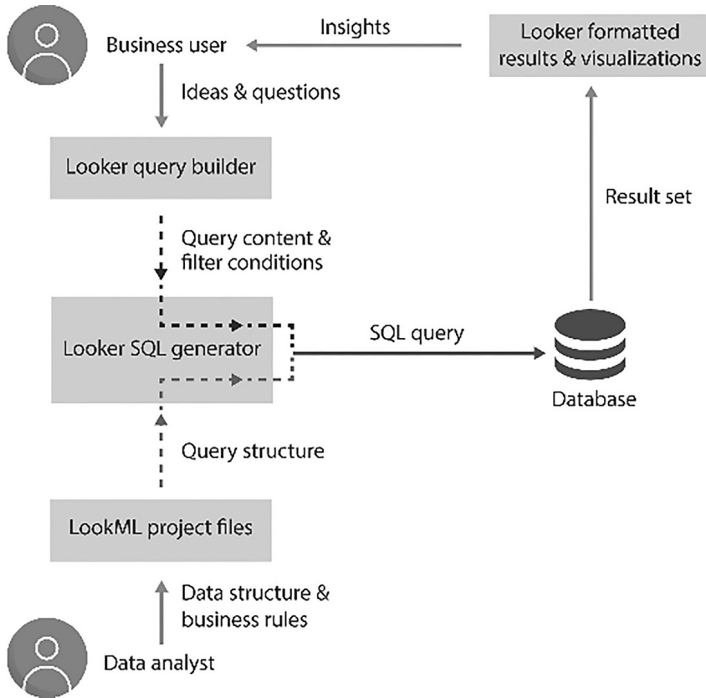 Business user
Insights
Looker formatted
results & visualizations
Ideas & questions
Looker query builder
Result set
Query content &
filter conditions
Looker SQL generator
SQL query
Database
Query structure
LookML project files
Data structure &
business rules
Data analyst